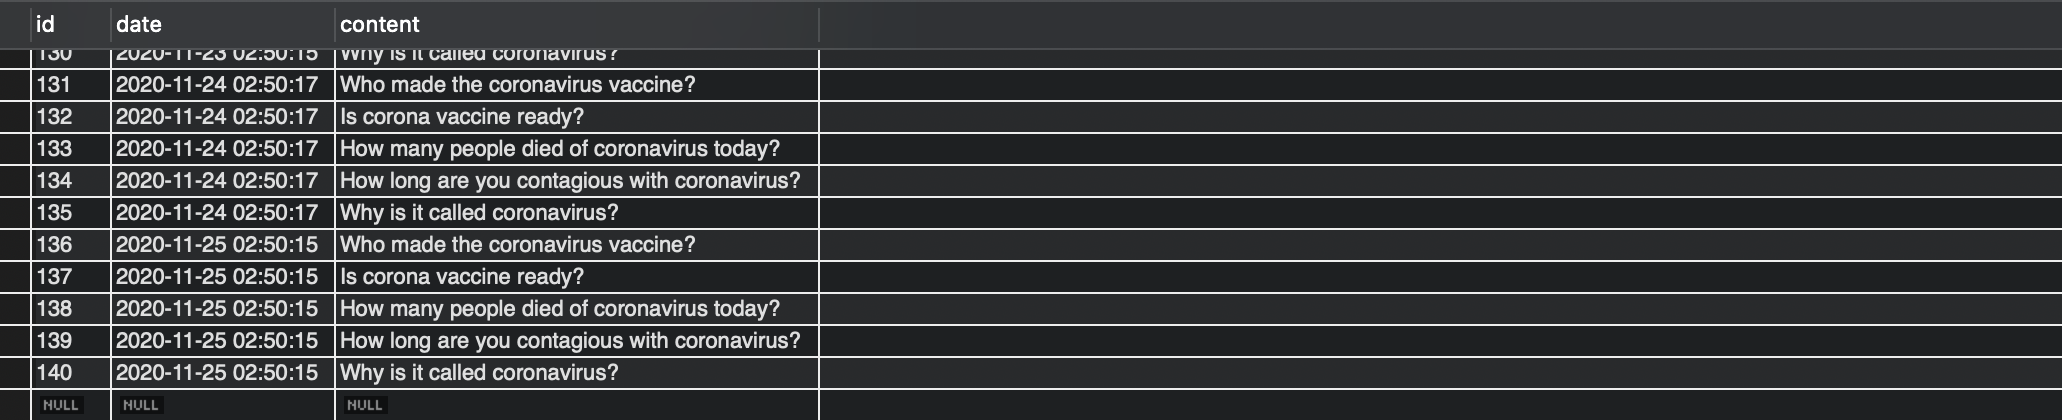 id date content
130 2020-11-23 02:50:15 Why is it called coronavirus?
131 2020-11-24 02:50:17 Who made the coronavirus vaccine?
132 2020-11-24 02:50:17 Is corona vaccine ready?
133 2020-11-24 02:50:17 How many people died of coronavirus today?
134 2020-11-24 02:50:17 How long are you contagious with coronavirus?
135 2020-11-24 02:50:17 Why is it called coronavirus?
136 2020-11-25 02:50:15 Who made the coronavirus vaccine?
137 2020-11-25 02:50:15 Is corona vaccine ready?
138 2020-11-25 02:50:15 How many people died of coronavirus today?
139 2020-11-25 02:50:15 How long are you contagious with coronavirus?
140 2020-11-25 02:50:15 Why is it called coronavirus?
NULL NULL NULL